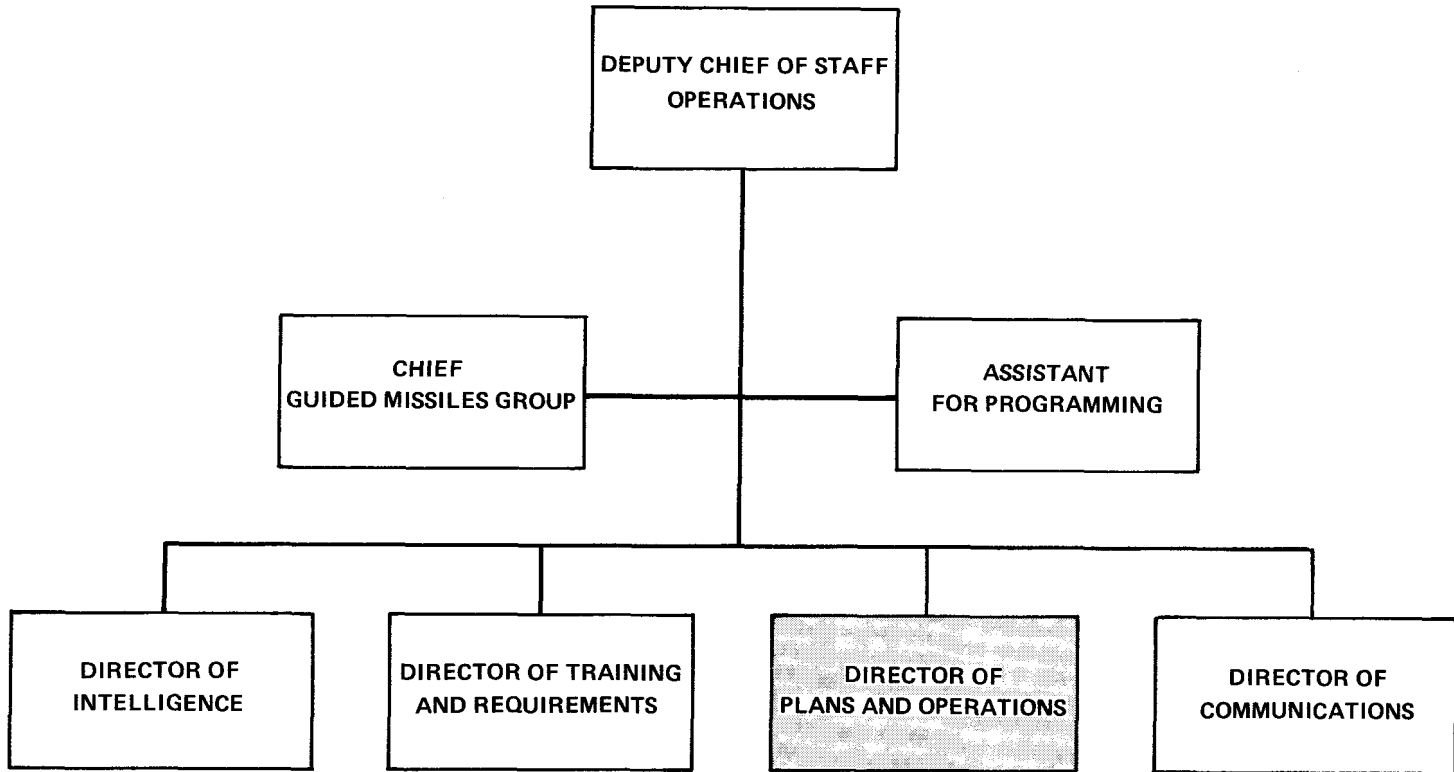 DEPUTY CHIEF OF STAFF
OPERATIONS
CHIEF
GUIDED MISSILES GROUP
ASSISTANT
FOR PROGRAMMING
DIRECTOR OF
INTELLIGENCE
DIRECTOR OF TRAINING
AND REQUIREMENTS
DIRECTOR OF
PLANS AND OPERATIONS
DIRECTOR OF
COMMUNICATIONS